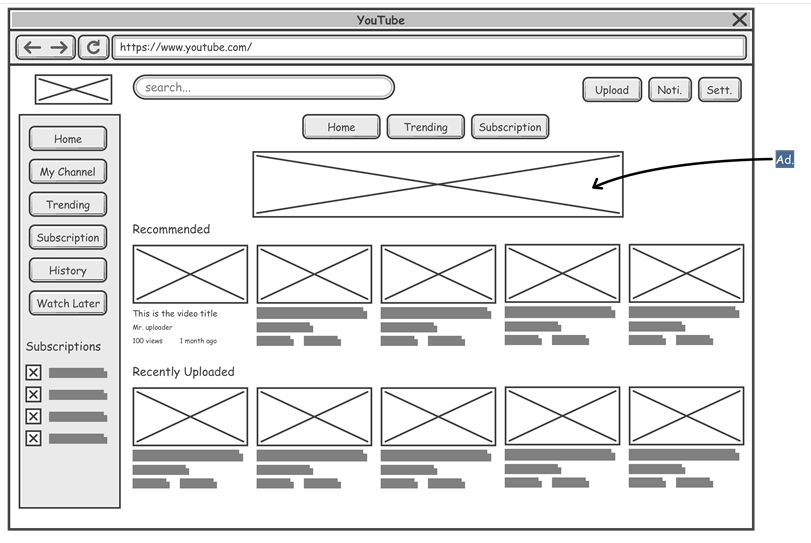 YouTube
https://www.youtube.com/
search...
Upload
Noti.
Sett.
Home
Trending
Subscription
Ad.
Home
My Channel
Trending
Subscription
History
Watch Later
Subscriptions
Recommended
This is the video title
Mr. uploader
100 views 1 month ago
Recently Uploaded